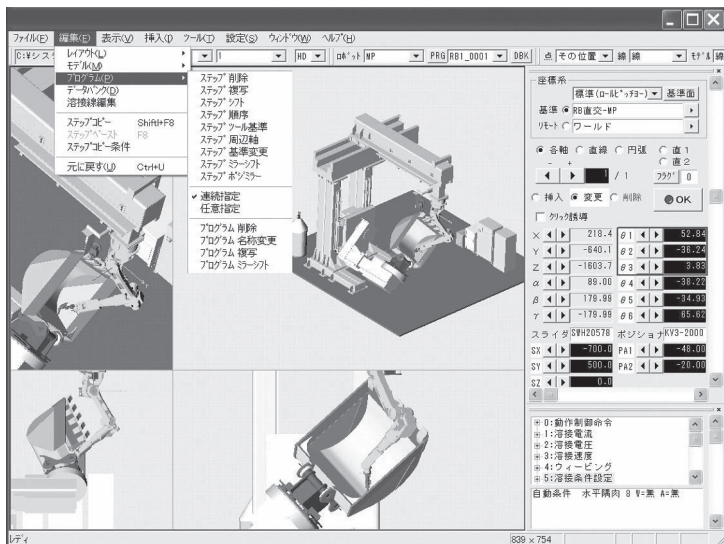 ファイル(F) 編集(E) 表示(V) 挿入(I) ツール(T) 設定(S) ウィンドウ(W) ヘルプ(H)
C:¥シス
1
HD
ロボット MP
PRG RB1_0001
DBK
点 その位置 線 線
モデル 線
レイアウト(L)
モデル(M)
プログラム(P)
データバンク(D)
溶接線編集
ステップコピー Shift+F8
ステップペースト F8
ステップコピー条件
元に戻す(U) Ctrl+U
ステップ 削除
ステップ 複写
ステップ シフト
ステップ 順序
ステップ ツール基準
ステップ 周辺軸
ステップ 基準変更
ステップ ミラーシフト
ステップ ポジミラー
連続指定
任意指定
プログラム 削除
プログラム 名称変更
プログラム 複写
プログラム ミラーシフト
座標系
標準(ロールピッチヨー) 基準面
基準 RB直交-MP
リモート ワールド
各軸 直線 円弧 直1
直2
- +
1 / 1 フラグ 0
挿入 変更 削除 OK
クリック誘導
X 218.4 θ1 52.84
Y -640.1 θ2 -36.24
Z -1603.7 θ3 3.83
α 89.00 θ4 -38.22
β 179.99 θ5 -34.93
γ -179.99 θ6 65.62
スライダ SWH20578 ポジショナ KV3-2000
SX -700.0 PA1 -48.00
SY 500.0 PA2 -20.00
SZ 0.0
0:動作制御命令
1:溶接電流
2:溶接電圧
3:溶接速度
4:ウィービング
5:溶接条件設定
自動条件 水平隅肉 8 W=無 A=無
レディ
839 × 754